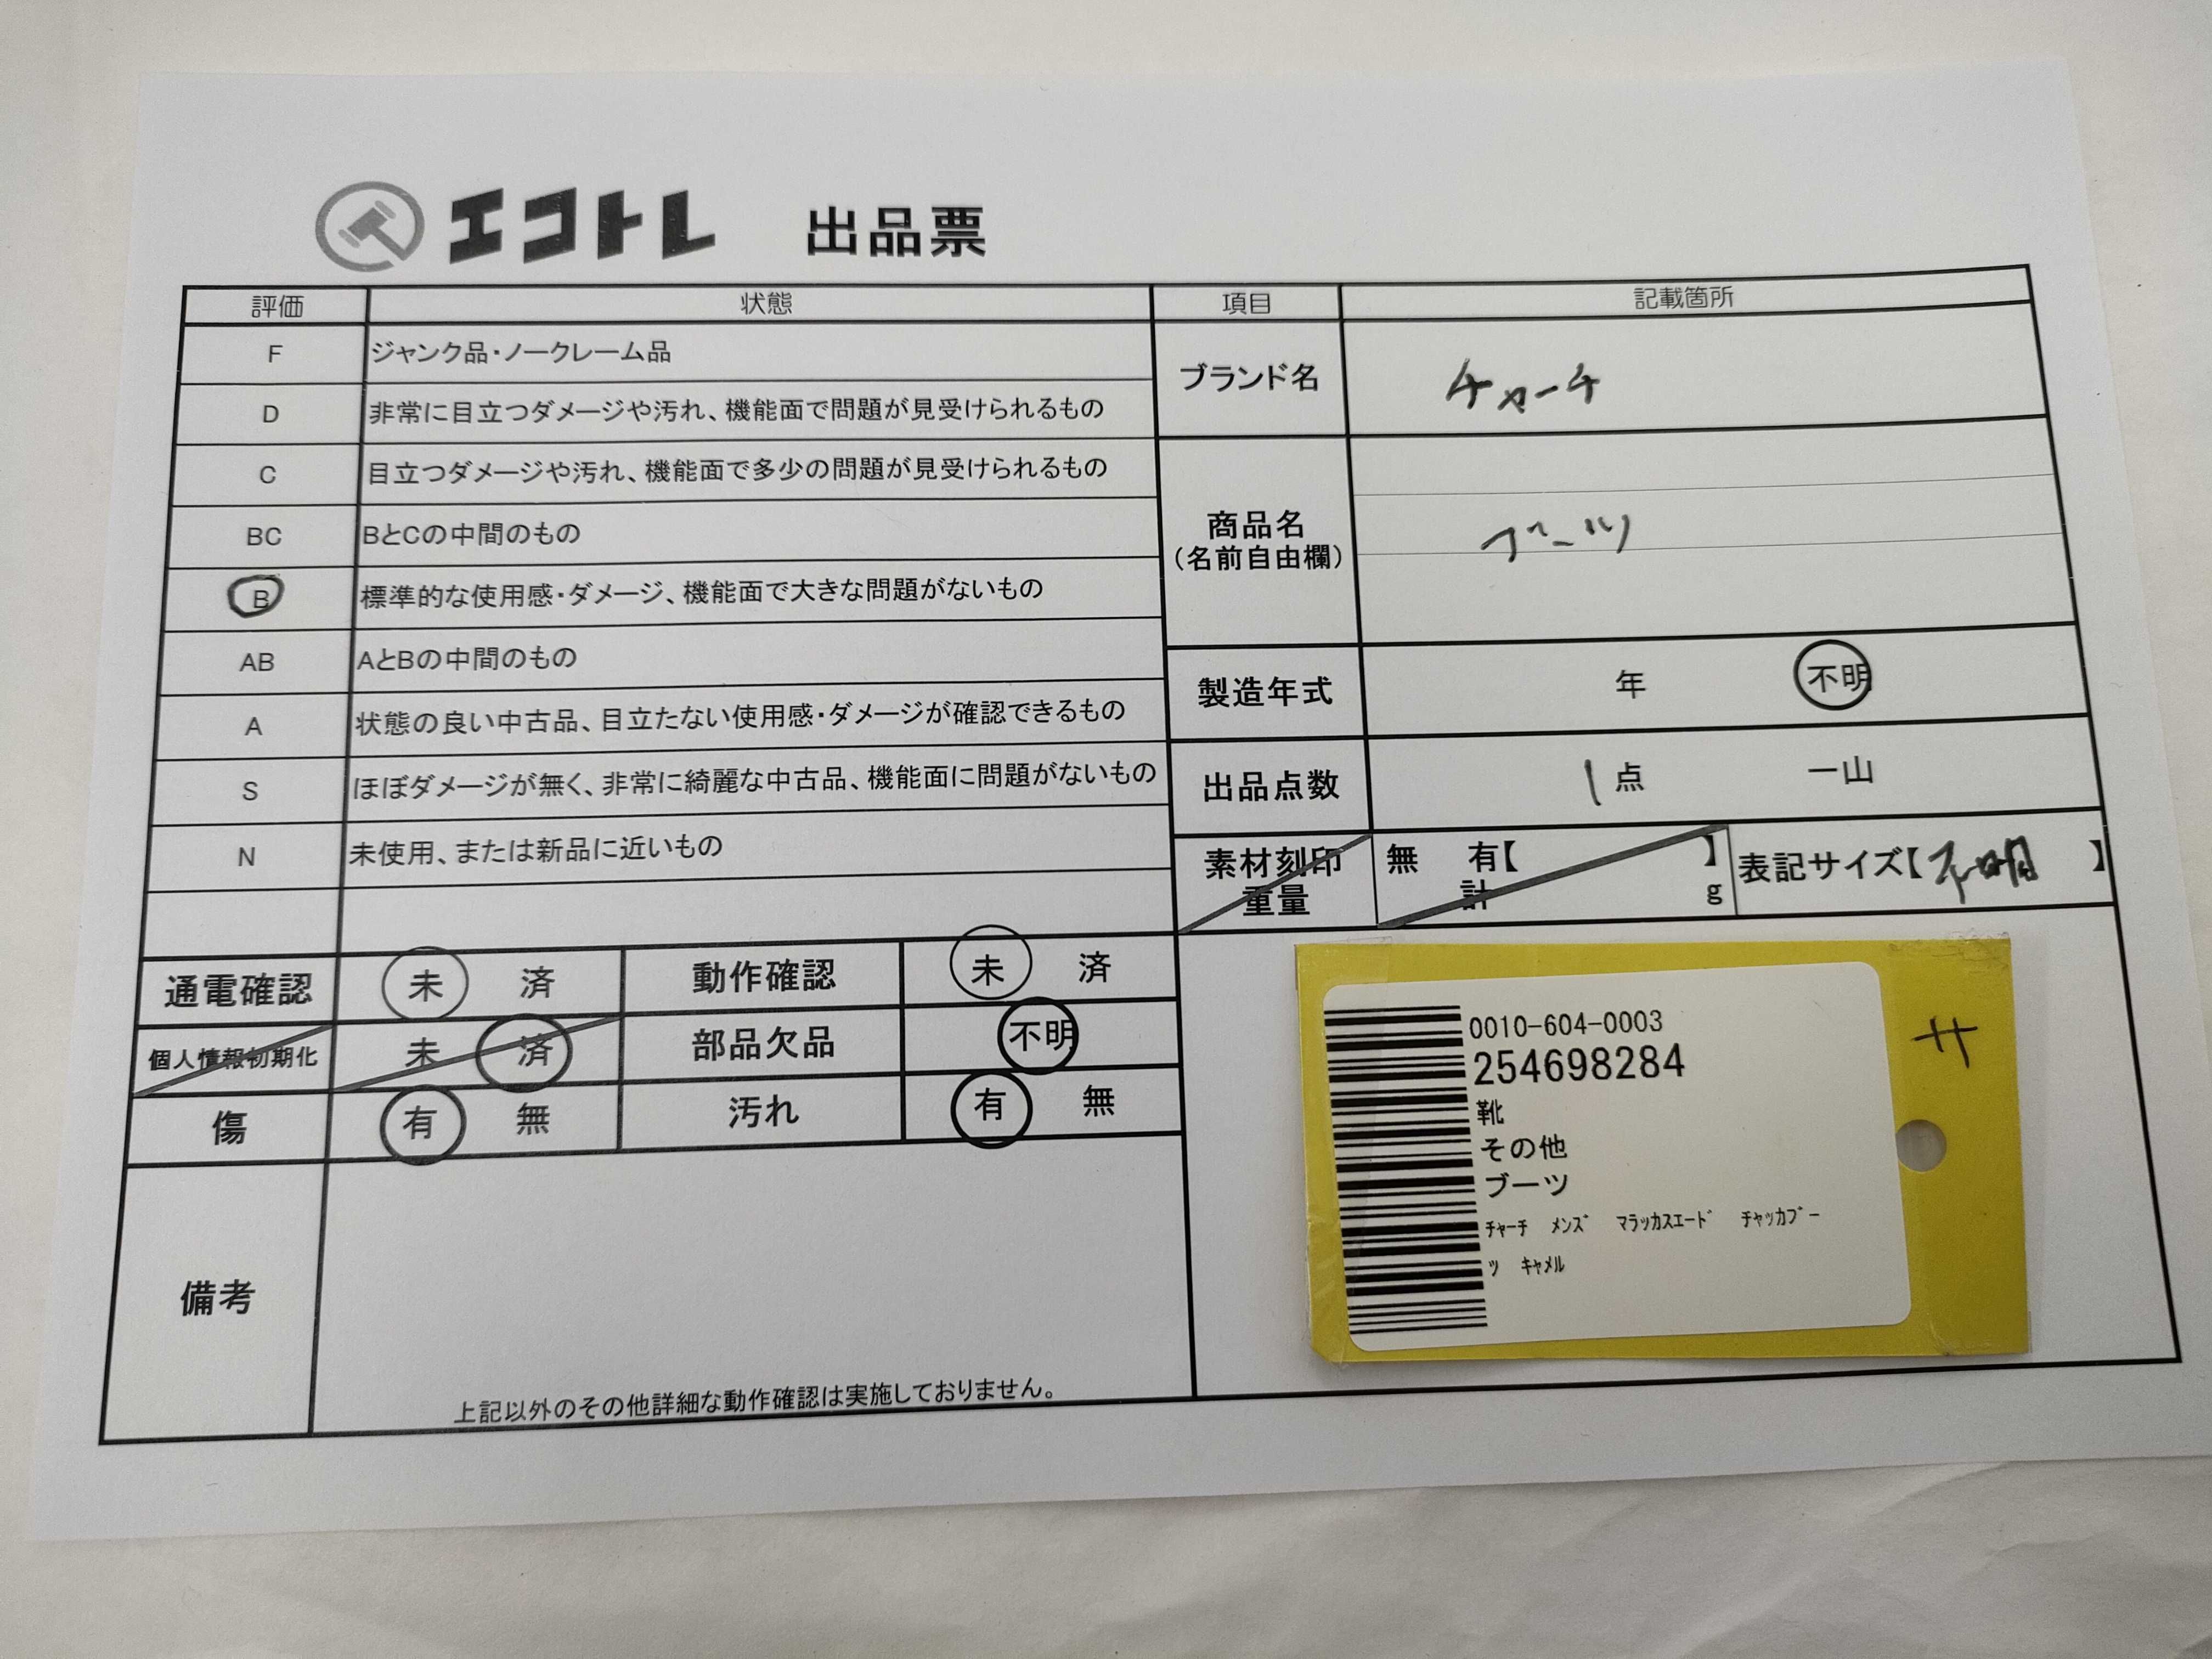 エコトレ 出品票
評価 状態 項目 記載箇所
F ジャンク品・ノークレーム品
D 非常に目立つダメージや汚れ、機能面で問題が見受けられるもの
C 目立つダメージや汚れ、機能面で多少の問題が見受けられるもの
BC BとCの中間のもの
B 標準的な使用感・ダメージ、機能面で大きな問題がないもの
AB AとBの中間のもの
A 状態の良い中古品、目立たない使用感・ダメージが確認できるもの
S ほぼダメージが無く、非常に綺麗な中古品、機能面に問題がないもの
N 未使用、または新品に近いもの
ブランド名 チャーチ
商品名 ブーツ
(名前自由欄)
製造年式 年 不明
出品点数 1点 一山
素材刻印 無 有【 】 表記サイズ【不明 】
重量 計 g
通電確認 未 済 動作確認 未 済
個人情報初期化 未 済 部品欠品 不明
傷 有 無 汚れ 有 無
備考
上記以外のその他詳細な動作確認は実施しておりません。
0010-604-0003
254698284
靴
その他
ブーツ
ﾁｬｰﾁ ﾒﾝｽﾞ ﾏﾗｯｶｽｴｰﾄﾞ ﾁｬｯｶﾌﾞｰ
ﾂ ｷｬﾒﾙ
サ